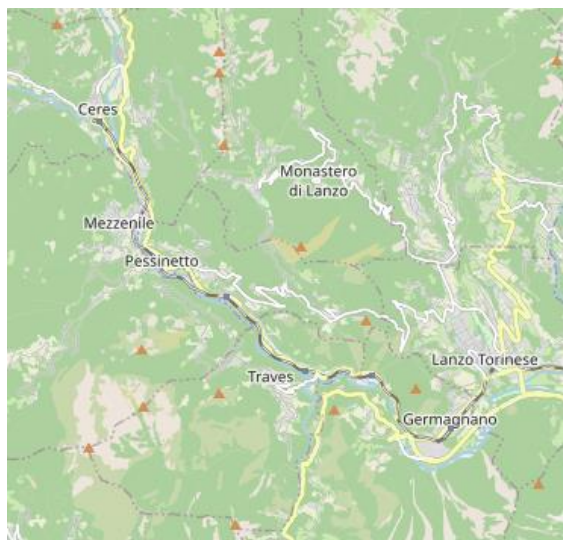 Ceres
Monastero
di Lanzo
Mezzenile
Pessinetto
Lanzo Torinese
Traves
Germagnano